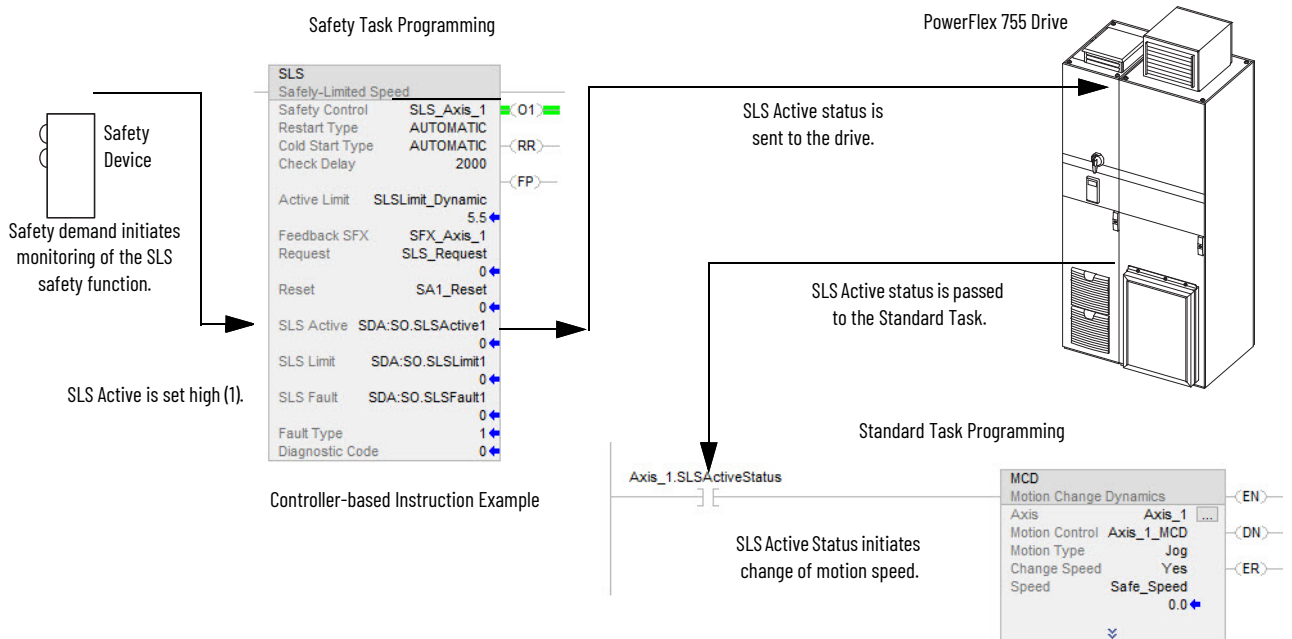 Safety Task Programming
PowerFlex 755 Drive
SLS
Safely-Limited Speed
Safety Control SLS_Axis_1
Restart Type AUTOMATIC
Cold Start Type AUTOMATIC
Check Delay 2000
Active Limit SLSLimit_Dynamic
5.5
Feedback SFX SFX_Axis_1
Request SLS_Request
0
Reset SA1_Reset
0
SLS Active SDA:SO.SLSActive1
0
SLS Limit SDA:SO.SLSLimit1
0
SLS Fault SDA:SO.SLSFault1
0
Fault Type 1
Diagnostic Code 0
O1
RR
FP
Safety
Device
Safety demand initiates
monitoring of the SLS
safety function.
SLS Active is set high (1).
Controller-based Instruction Example
SLS Active status is
sent to the drive.
SLS Active status is passed
to the Standard Task.
Standard Task Programming
Axis_1.SLSActiveStatus
SLS Active Status initiates
change of motion speed.
MCD
Motion Change Dynamics
Axis Axis_1 ...
Motion Control Axis_1_MCD
Motion Type Jog
Change Speed Yes
Speed Safe_Speed
0.0
EN
DN
ER